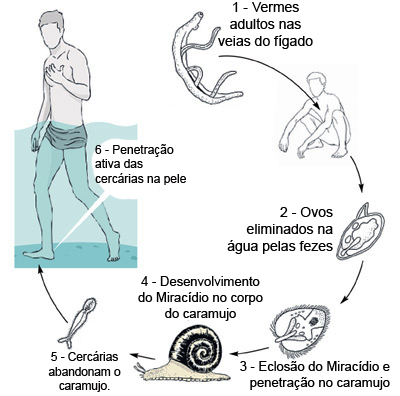 1 - Vermes
adultos nas
veias do fígado
6 - Penetração
ativa das
cercárias na pele
2 - Ovos
eliminados na
água pelas fezes
4 - Desenvolvimento
do Miracídio no corpo
do caramujo
3 - Eclosão do Miracídio e
penetração no caramujo
5 - Cercárias
abandonam o
caramujo.